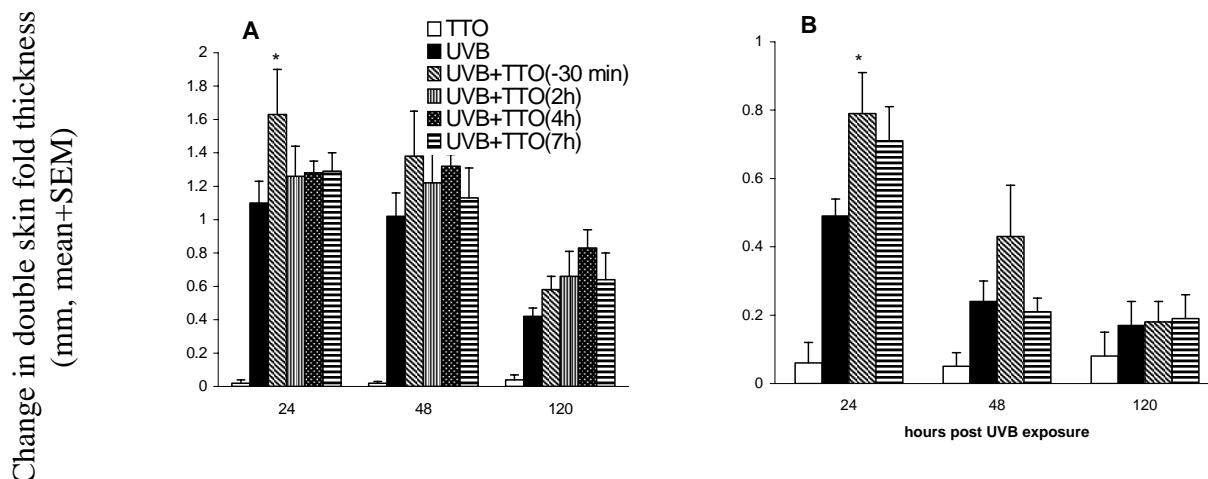 Change in double skin fold thickness
(mm, mean+SEM)
A
TTO
UVB
UVB+TTO(-30 min)
UVB+TTO(2h)
UVB+TTO(4h)
UVB+TTO(7h)
*
2
1.8
1.6
1.4
1.2
1
0.8
0.6
0.4
0.2
0
24
48
120
B
*
1
0.8
0.6
0.4
0.2
0
24
48
120
hours post UVB exposure